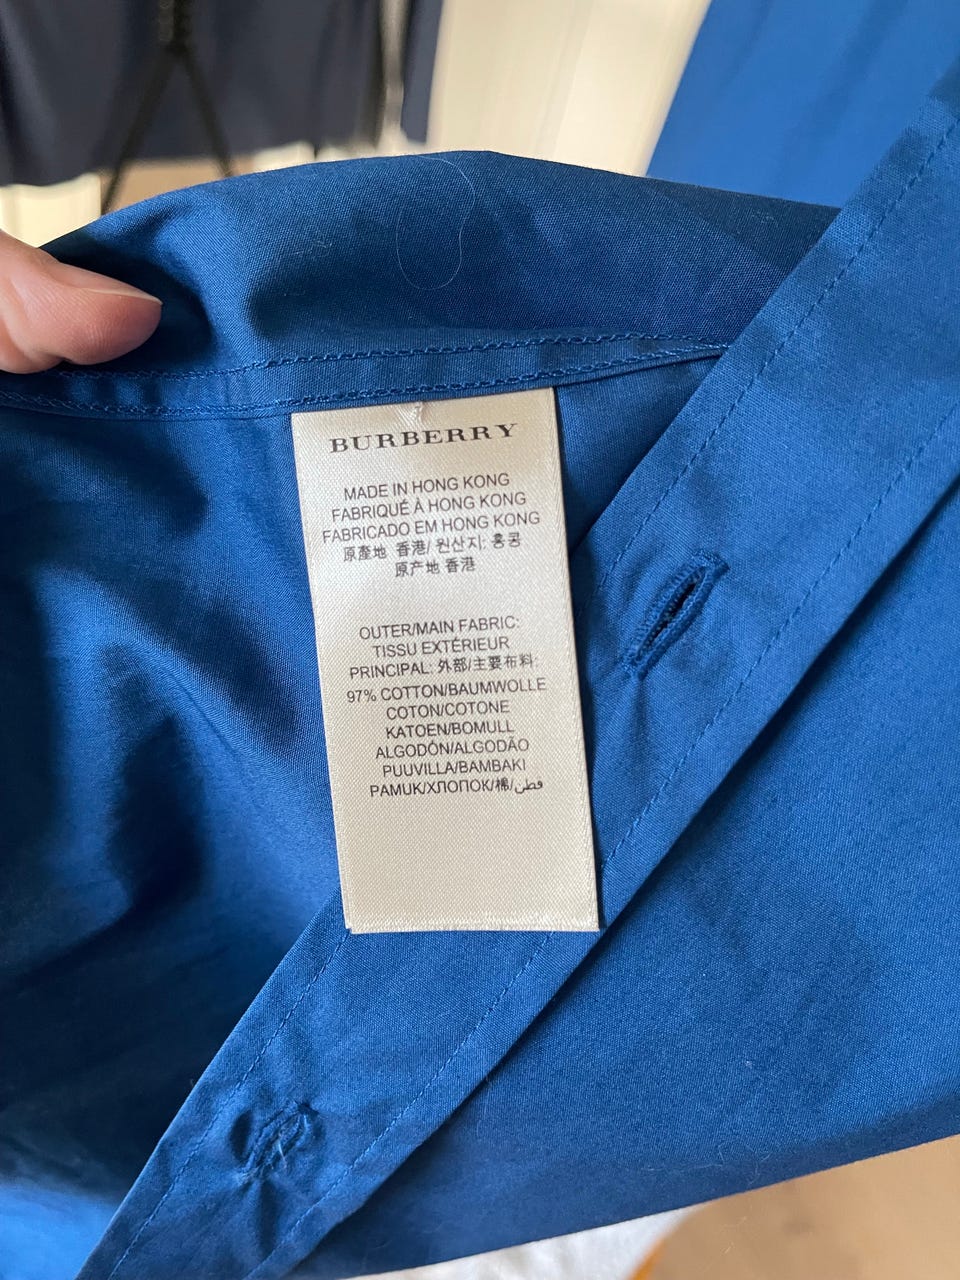 BURBERRY
MADE IN HONG KONG
FABRIQUÉ À HONG KONG
FABRICADO EM HONG KONG
原產地 香港/ 원산지: 홍콩
原产地 香港
OUTER/MAIN FABRIC:
TISSU EXTÉRIEUR
PRINCIPAL: 外部/主要布料:
97% COTTON/BAUMWOLLE
COTON/COTONE
KATOEN/BOMULL
ALGODÓN/ALGODÃO
PUUVILLA/BAMBAKI
PAMUK/ХЛОПОК/棉/قطن